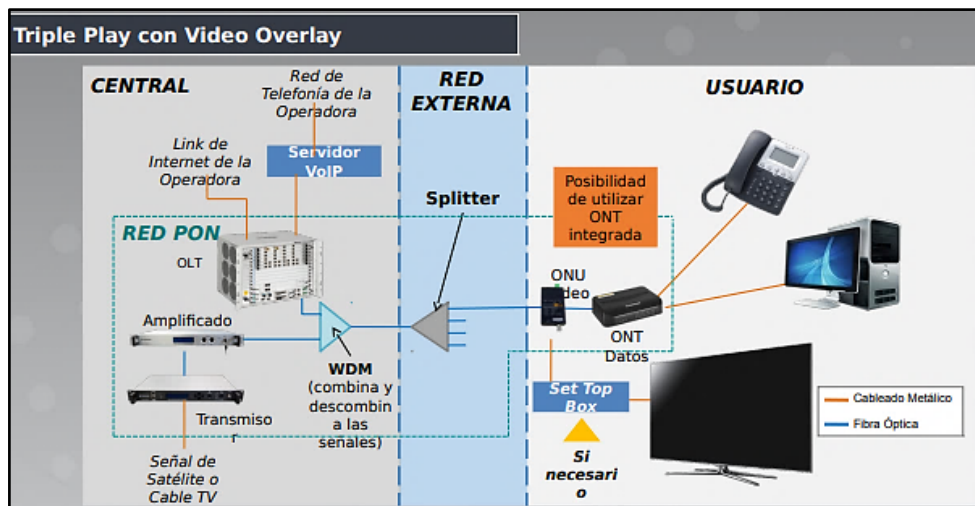 Triple Play con Video Overlay
CENTRAL
Red de
Telefonía de la
Operadora
Link de
Internet de la
Operadora
Servidor
VoIP
RED PON
OLT
Amplificado
WDM
(combina y
descombin
a las
señales)
Transmiso
r
Señal de
Satélite o
Cable TV
RED
EXTERNA
Splitter
USUARIO
Posibilidad
de utilizar
ONT
integrada
ONU
deo
ONT
Datos
Set Top
Box
Si
necesari
o
Cableado Metálico
Fibra Óptica